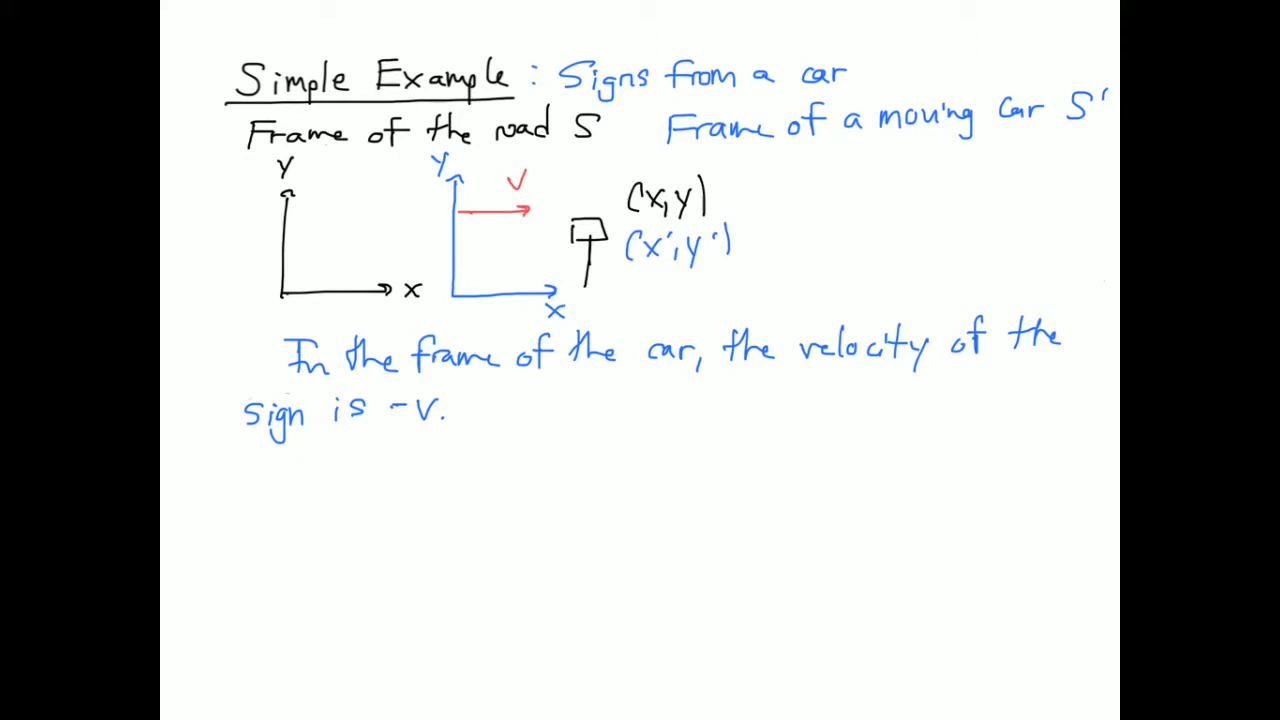 Simple Example : Signs from a car
Frame of the road S Frame of a moving car S'
Y Y V (x,y)
(x',y')
x
x
In the frame of the car, the velocity of the
sign is -v.